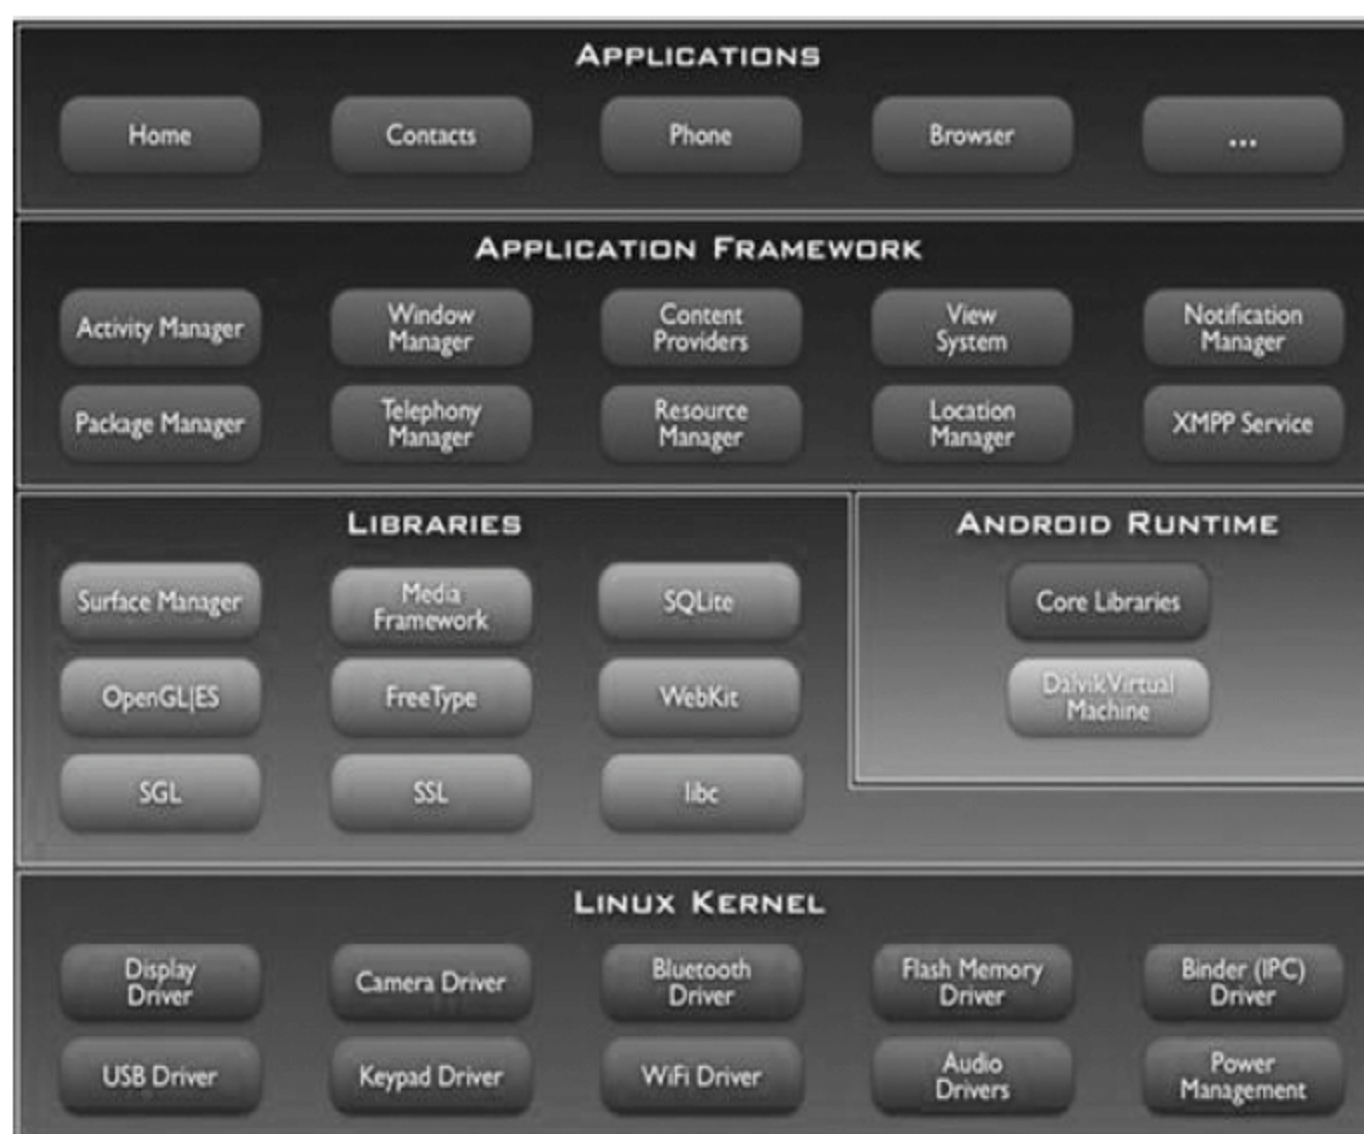 APPLICATIONS
Home
Contacts
Phone
Browser
...
APPLICATION FRAMEWORK
Activity Manager
Window
Manager
Content
Providers
View
System
Notification
Manager
Package Manager
Telephony
Manager
Resource
Manager
Location
Manager
XMPP Service
LIBRARIES
Surface Manager
Media
Framework
SQLite
OpenGL|ES
FreeType
WebKit
SGL
SSL
libc
ANDROID RUNTIME
Core Libraries
Dalvik Virtual
Machine
LINUX KERNEL
Display
Driver
Camera Driver
Bluetooth
Driver
Flash Memory
Driver
Binder (IPC)
Driver
USB Driver
Keypad Driver
WiFi Driver
Audio
Drivers
Power
Management